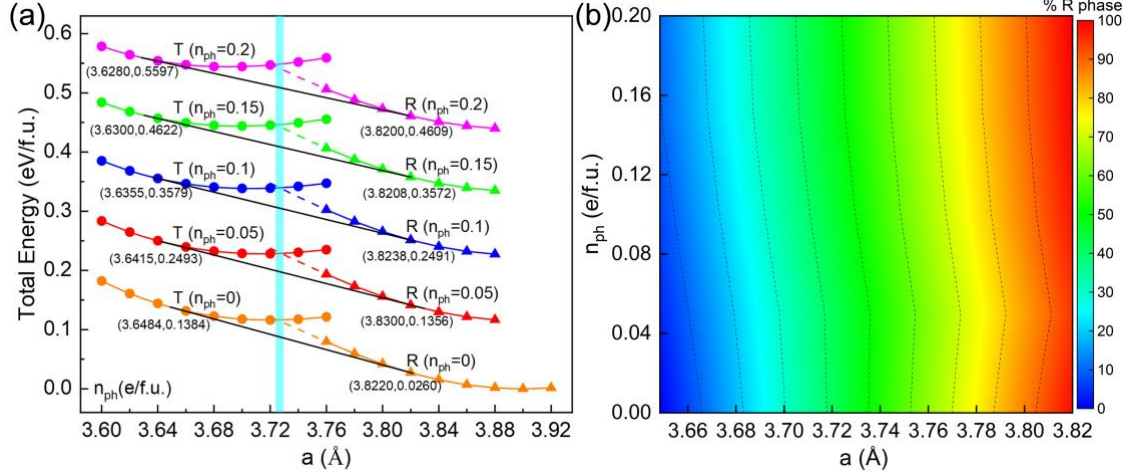 (a)
0.6
0.5
0.4
0.3
0.2
0.1
0.0
Total Energy (eV/f.u.)
T (nph=0.2)
(3.6280,0.5597)
T (nph=0.15)
(3.6300,0.4622)
T (nph=0.1)
(3.6355,0.3579)
T (nph=0.05)
(3.6415,0.2493)
T (nph=0)
(3.6484,0.1384)
R (nph=0.2)
(3.8200,0.4609)
R (nph=0.15)
(3.8208,0.3572)
R (nph=0.1)
(3.8238,0.2491)
R (nph=0.05)
(3.8300,0.1356)
R (nph=0)
(3.8220,0.0260)
nph(e/f.u.)
3.60 3.64 3.68 3.72 3.76 3.80 3.84 3.88 3.92
a (Å)
(b)
0.20
0.16
0.12
0.08
0.04
0.00
nph (e/f.u.)
3.66 3.68 3.70 3.72 3.74 3.76 3.78 3.80 3.82
a (Å)
% R phase
100
90
80
70
60
50
40
30
20
10
0